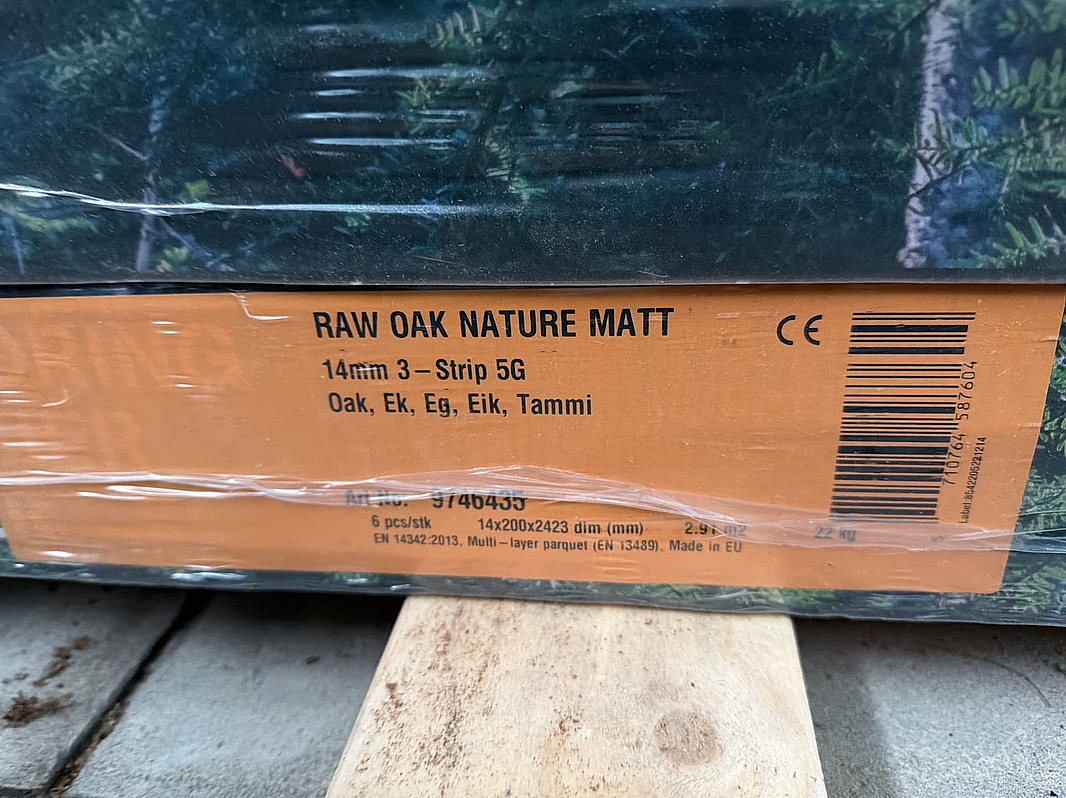 RAW OAK NATURE MATT
14mm 3-Strip 5G
Oak, Ek, Eg, Eik, Tammi
Art No. 9746435
6 pcs/stk 14x200x2423 dim (mm) 2.91 m2 22 kg
EN 14342:2013, Multi-layer parquet (EN 13489), Made in EU
CE
5 710764 587604